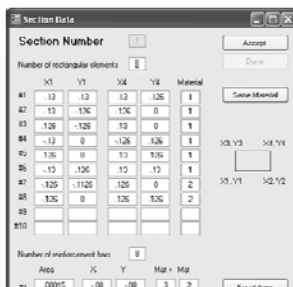 Section Data
Section Number 1
Accept
Done
Number of rectangular elements 8
X1 Y1 X4 Y4 Material
#1 -.13 -.13 .13 -.126 1
#2 -.13 -.126 -.126 0 1
#3 .126 -.126 .13 0 1
#4 -.13 0 -.126 .126 1
#5 .126 0 .13 .126 1
#6 -.13 .126 .13 .13 1
#7 -.126 -.1126 .126 0 2
#8 -.126 0 .126 .126 2
#9
#10
Same Material
X3,Y3 X4,Y4
X1,Y1 X2,Y2
Number of reinforcement bars 8
Area X Y Mat < Mat
.00015 -.09 -.09 3 2